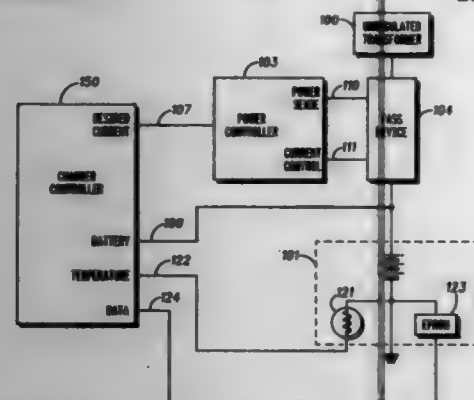 100
UNREGULATED
TRANSFORMER
103
150
POWER
SENSE
110
104
DESIRED
CURRENT
107
POWER
CONTROLLER
PASS
DEVICE
111
CURRENT
CONTROL
CHARGER
CONTROLLER
BATTERY
TEMPERATURE
122
101
121
123
DATA
124
EPROM